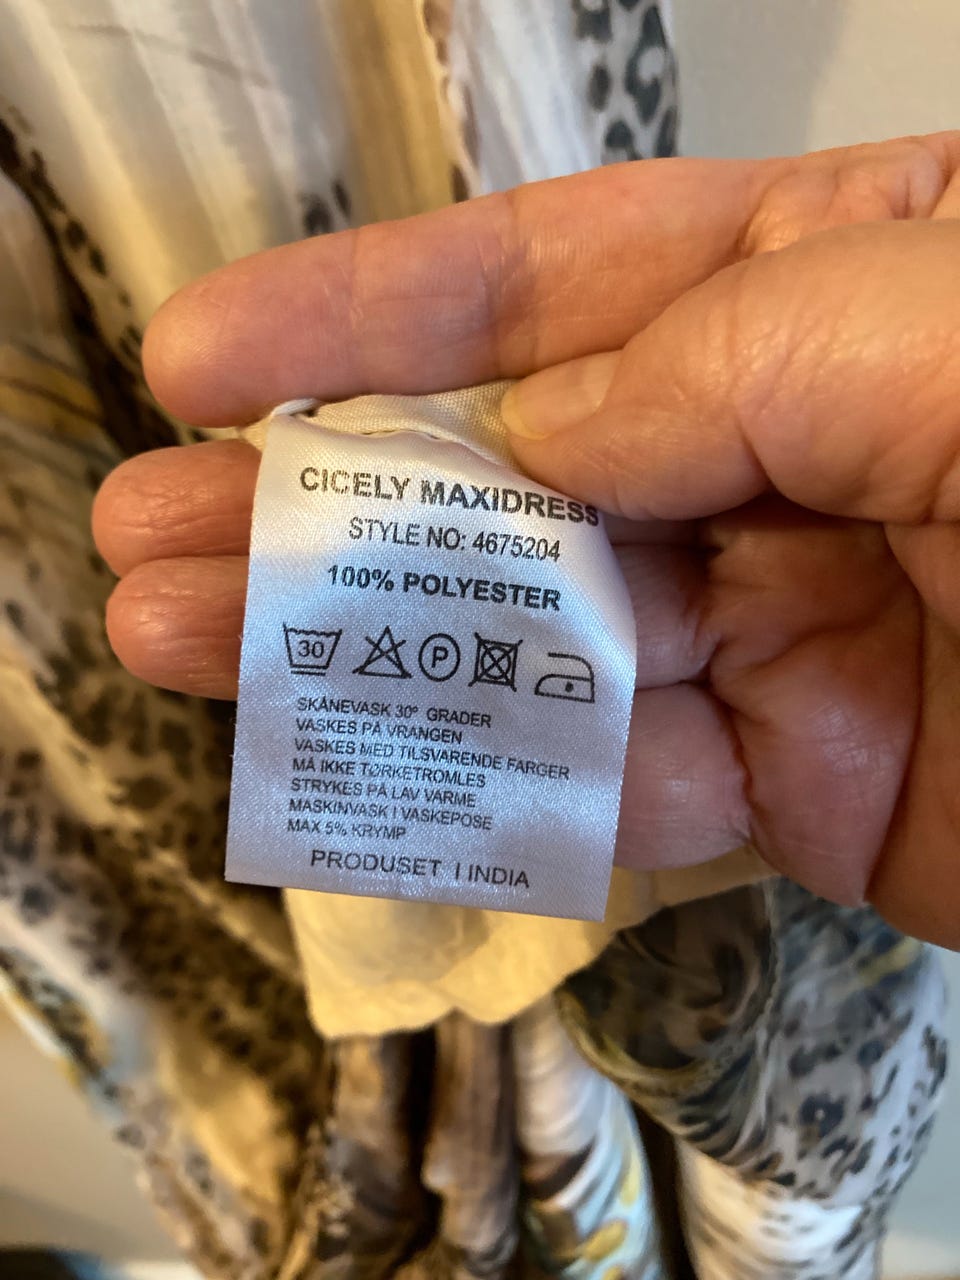 CICELY MAXIDRESS
STYLE NO: 4675204
100% POLYESTER
30 P
SKÅNEVASK 30° GRADER
VASKES PÅ VRANGEN
VASKES MED TILSVARENDE FARGER
MÅ IKKE TØRKETROMLES
STRYKES PÅ LAV VARME
MASKINVASK I VASKEPOSE
MAX 5% KRYMP
PRODUSET I INDIA